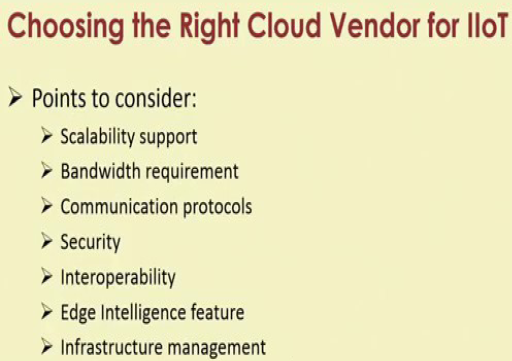 Choosing the Right Cloud Vendor for IIoT
➢ Points to consider:
➢ Scalability support
➢ Bandwidth requirement
➢ Communication protocols
➢ Security
➢ Interoperability
➢ Edge Intelligence feature
➢ Infrastructure management